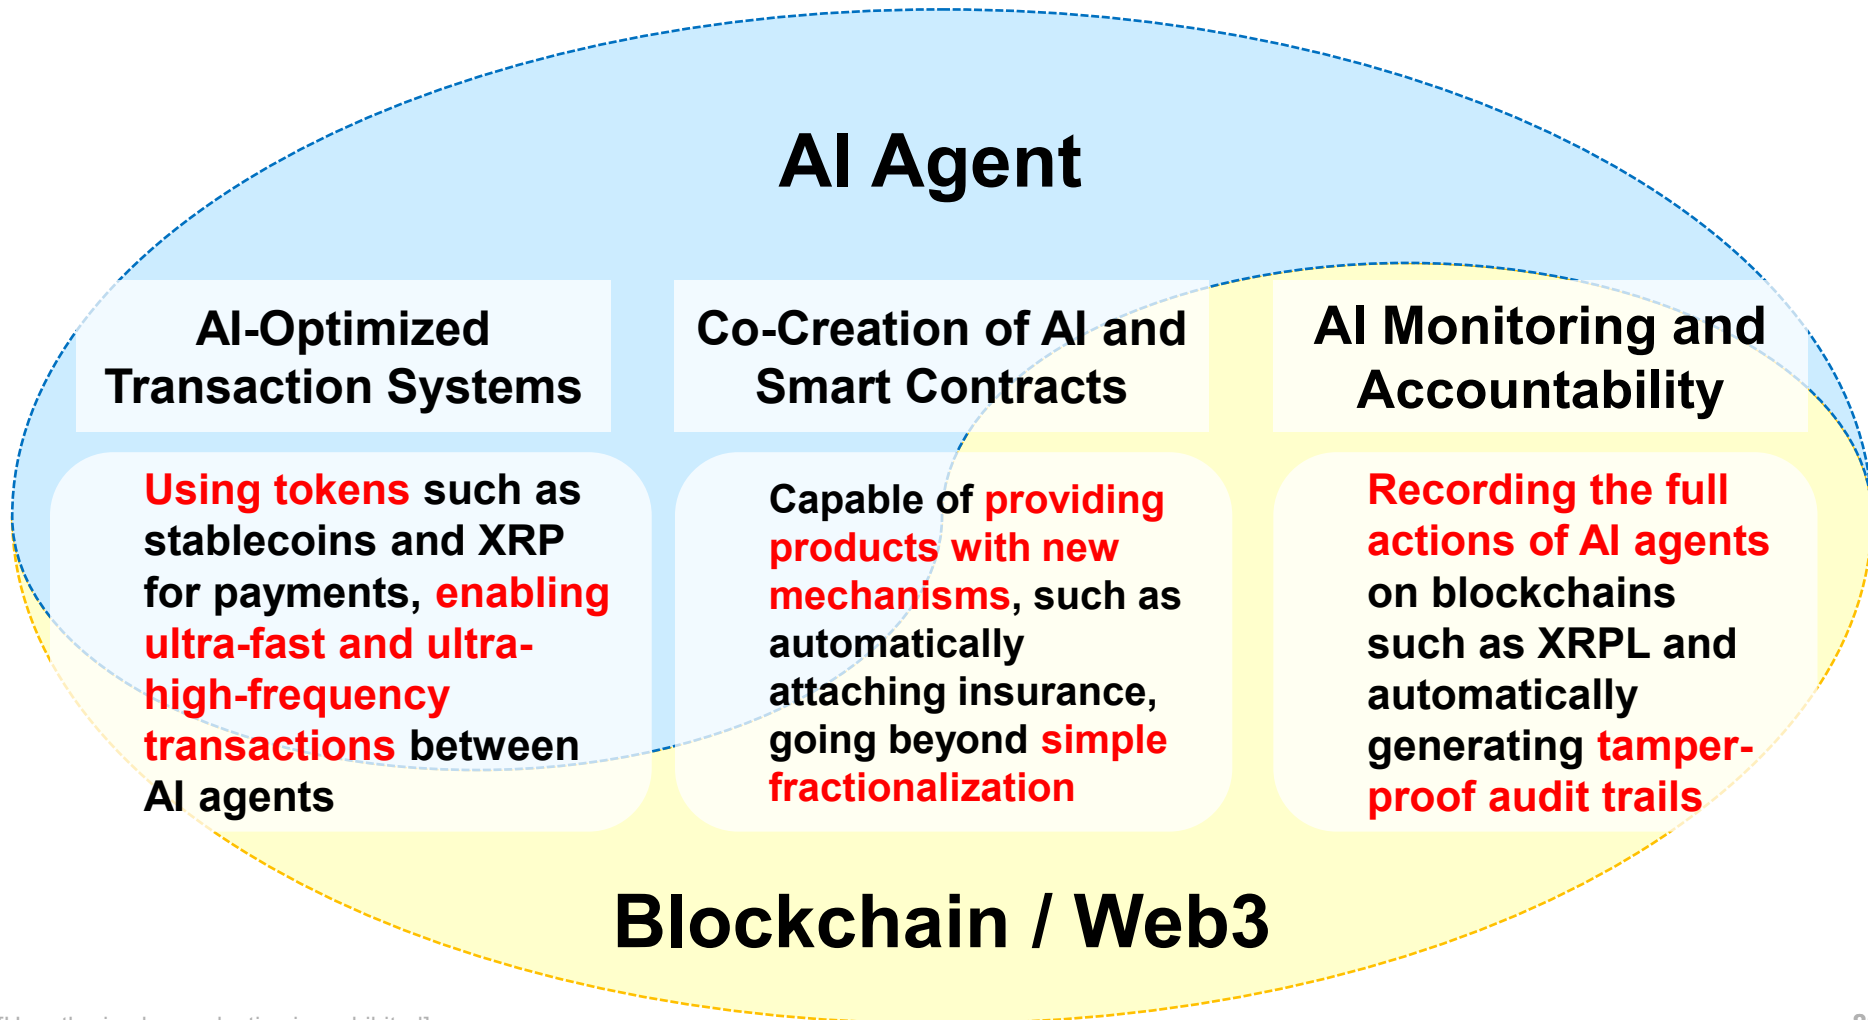 AI Agent
AI-Optimized
Transaction Systems
Co-Creation of AI and
Smart Contracts
AI Monitoring and
Accountability
Using tokens such as
stablecoins and XRP
for payments, enabling
ultra-fast and ultra-
high-frequency
transactions between
AI agents
Capable of providing
products with new
mechanisms, such as
automatically
attaching insurance,
going beyond simple
fractionalization
Recording the full
actions of AI agents
on blockchains
such as XRPL and
automatically
generating tamper-
proof audit trails
Blockchain / Web3